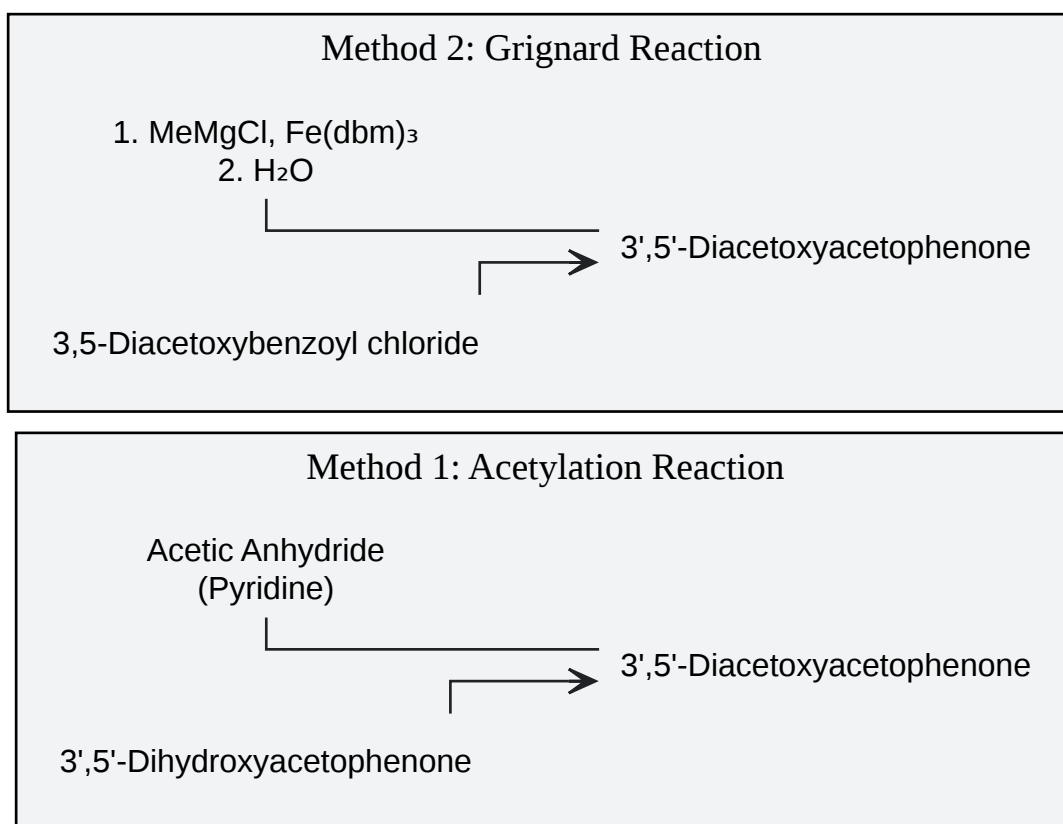 Method 2: Grignard Reaction
1. MeMgCl, Fe(dbm)₃
2. H₂O
3',5'-Diacetoxyacetophenone
3,5-Diacetoxybenzoyl chloride
Method 1: Acetylation Reaction
Acetic Anhydride
(Pyridine)
3',5'-Diacetoxyacetophenone
3',5'-Dihydroxyacetophenone